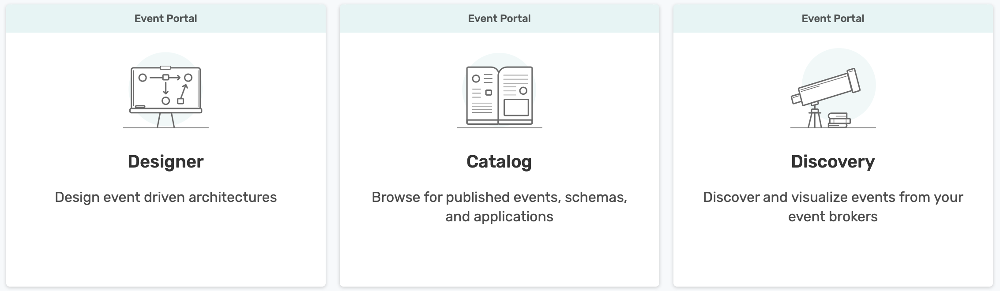 Event Portal
Designer
Design event driven architectures
Event Portal
Catalog
Browse for published events, schemas,
and applications
Event Portal
Discovery
Discover and visualize events from your
event brokers